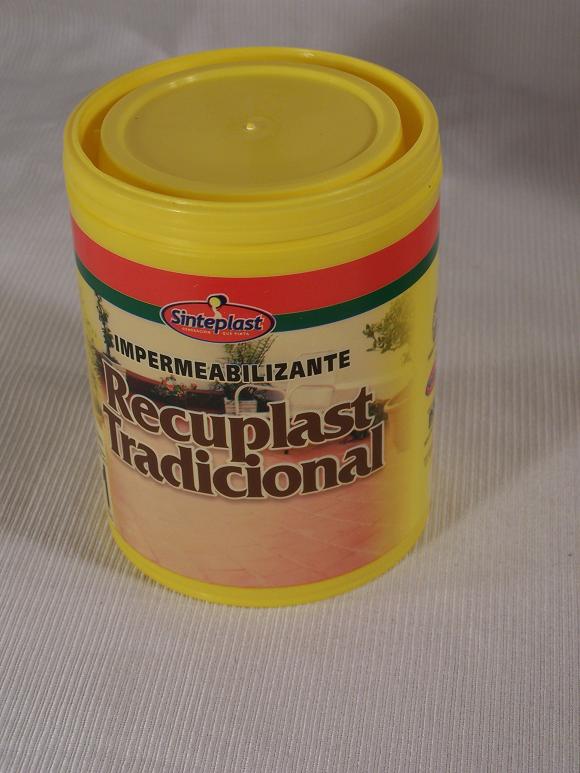 Sinteplast
IMPERMEABILIZANTE
Recuplast
Tradicional